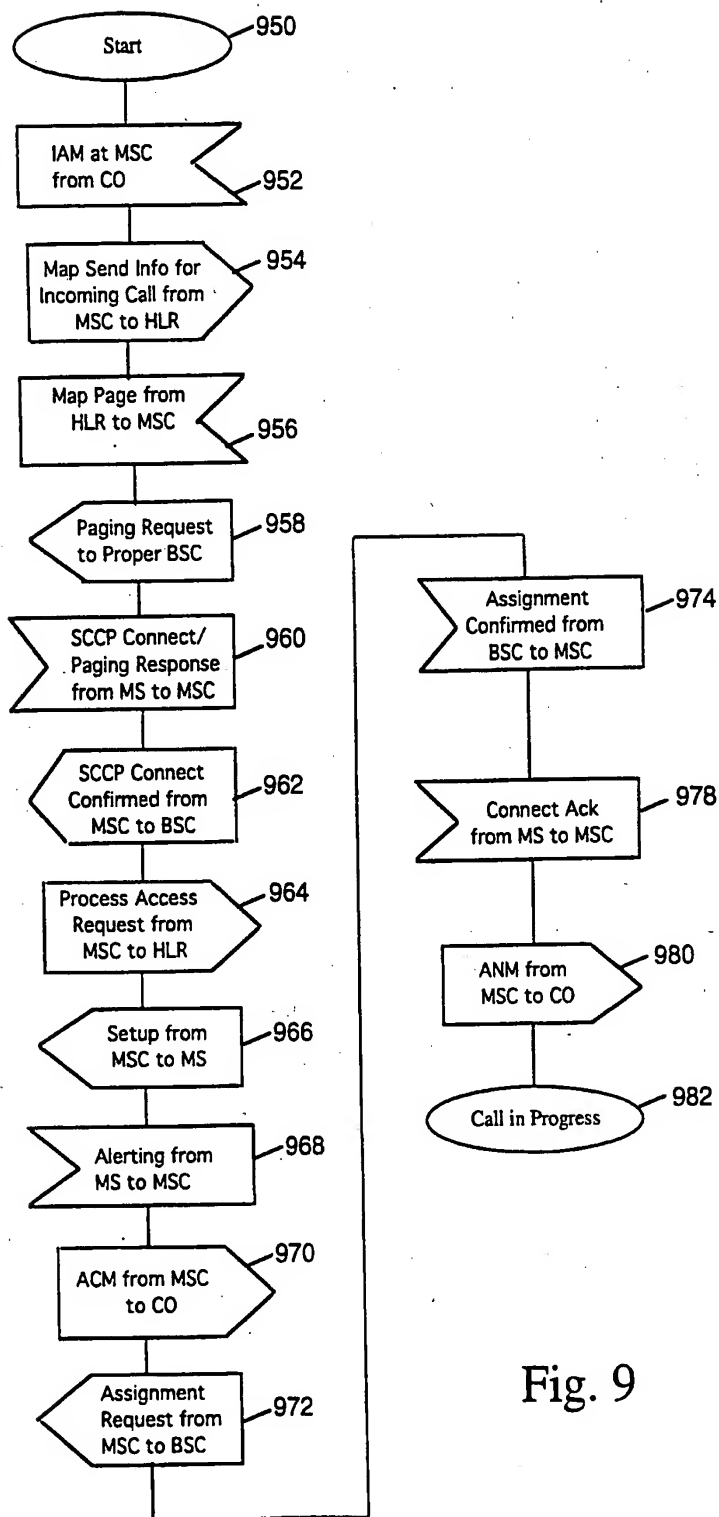 Start
950
IAM at MSC
from CO
952
Map Send Info for
Incoming Call from
MSC to HLR
954
Map Page from
HLR to MSC
956
Paging Request
to Proper BSC
958
SCCP Connect/
Paging Response
from MS to MSC
960
SCCP Connect
Confirmed from
MSC to BSC
962
Process Access
Request from
MSC to HLR
964
Setup from
MSC to MS
966
Alerting from
MS to MSC
968
ACM from MSC
to CO
970
Assignment
Request from
MSC to BSC
972
Assignment
Confirmed from
BSC to MSC
974
Connect Ack
from MS to MSC
978
ANM from
MSC to CO
980
Call in Progress
982
Fig. 9